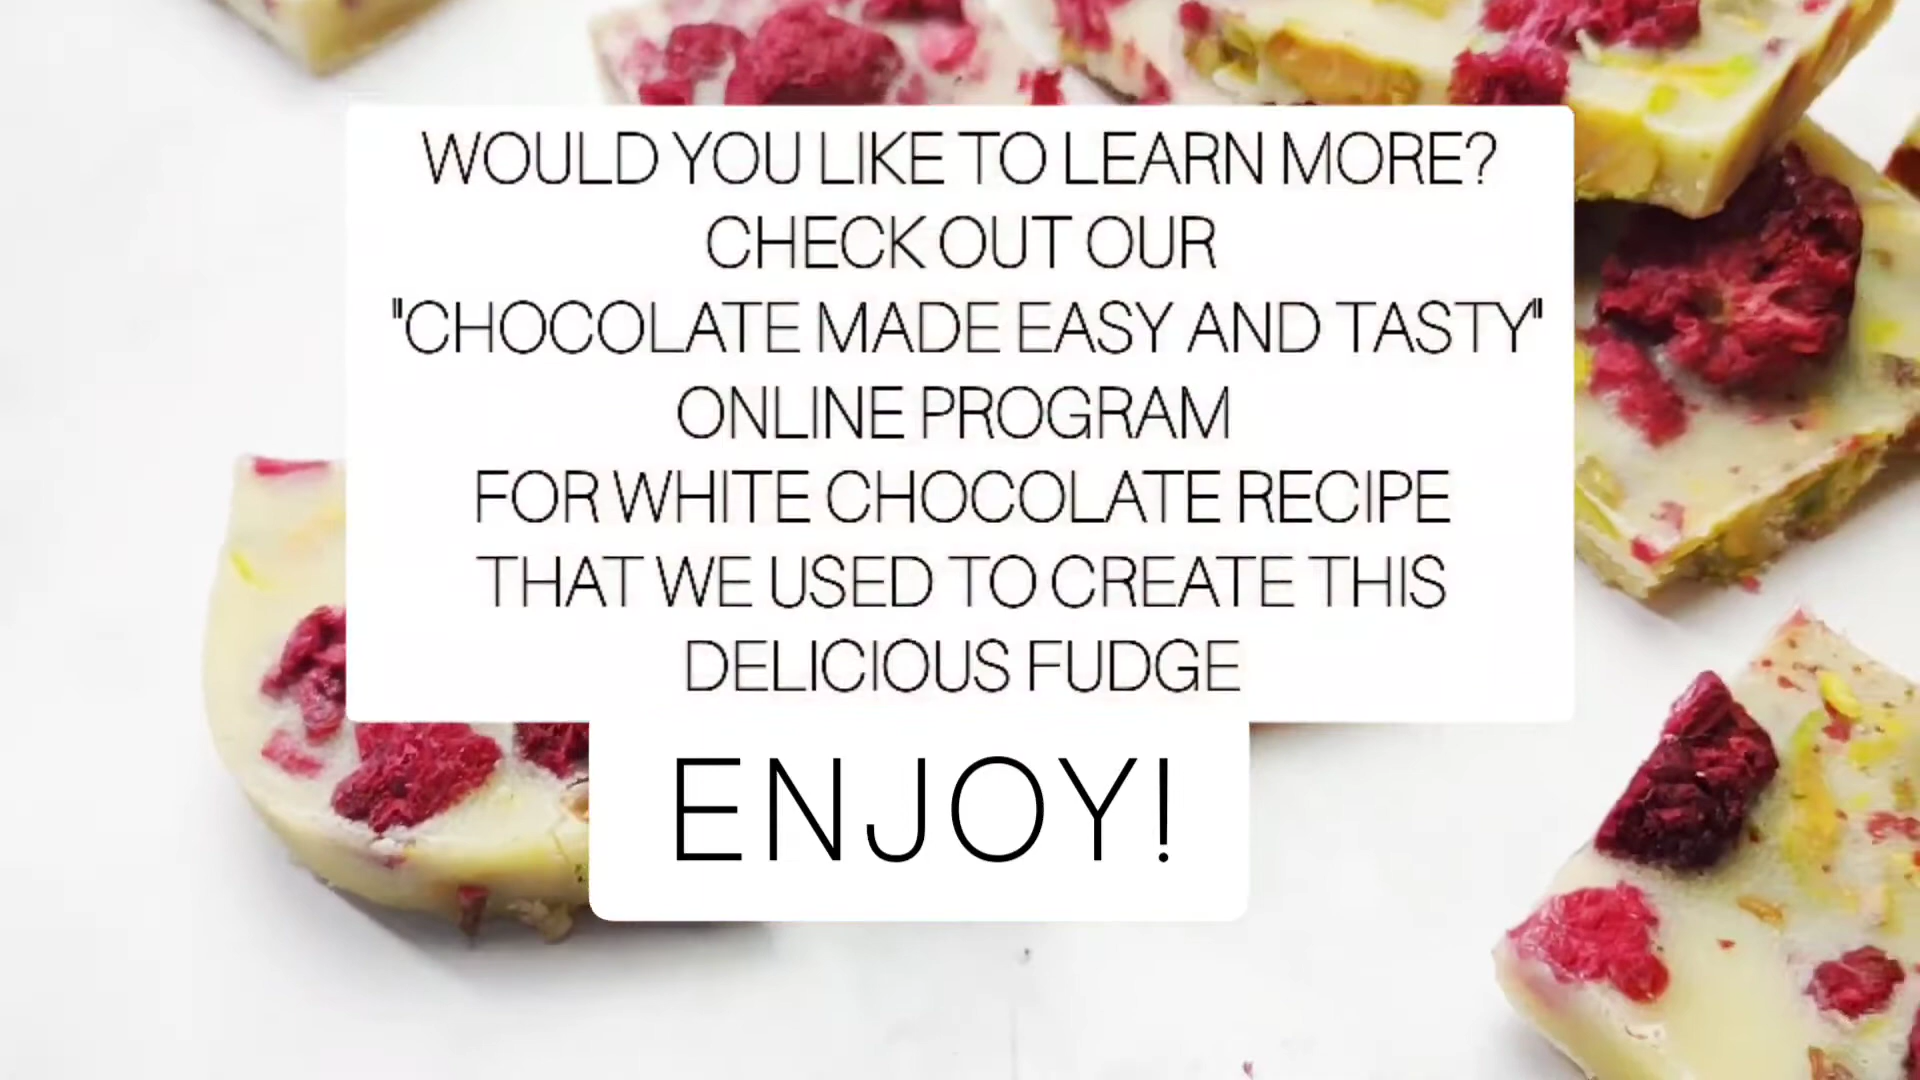 WOULD YOU LIKE TO LEARN MORE?
CHECK OUT OUR
"CHOCOLATE MADE EASY AND TASTY"
ONLINE PROGRAM
FOR WHITE CHOCOLATE RECIPE
THAT WE USED TO CREATE THIS
DELICIOUS FUDGE
ENJOY!